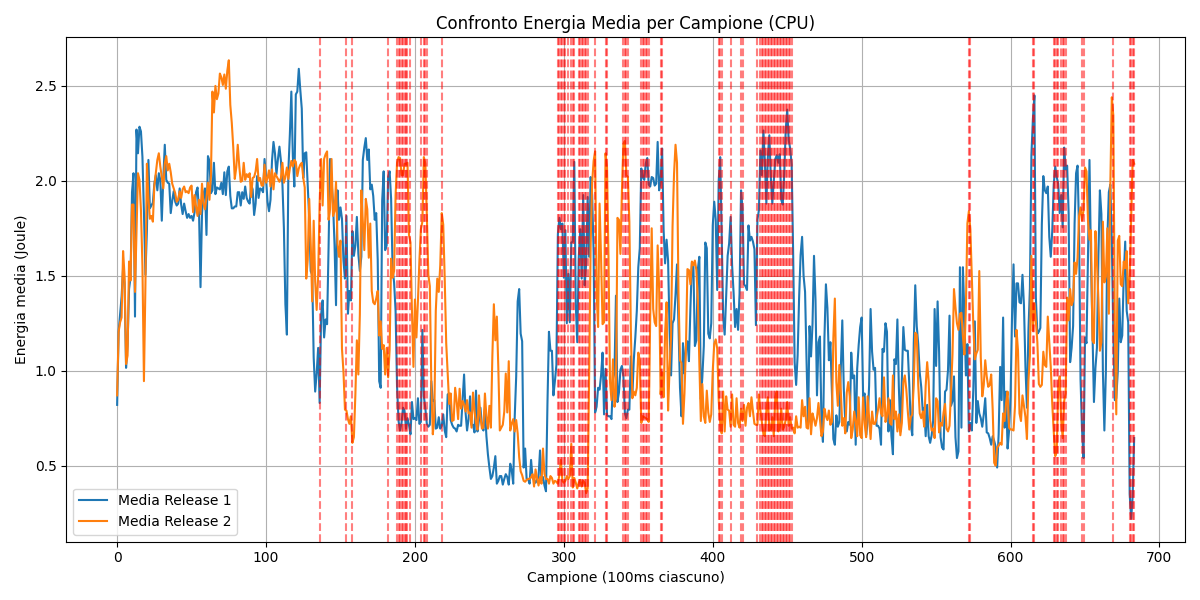 Confronto Energia Media per Campione (CPU)
Energia media (Joule)
2.5
2.0
1.5
1.0
0.5
Media Release 1
Media Release 2
0 100 200 300 400 500 600 700
Campione (100ms ciascuno)